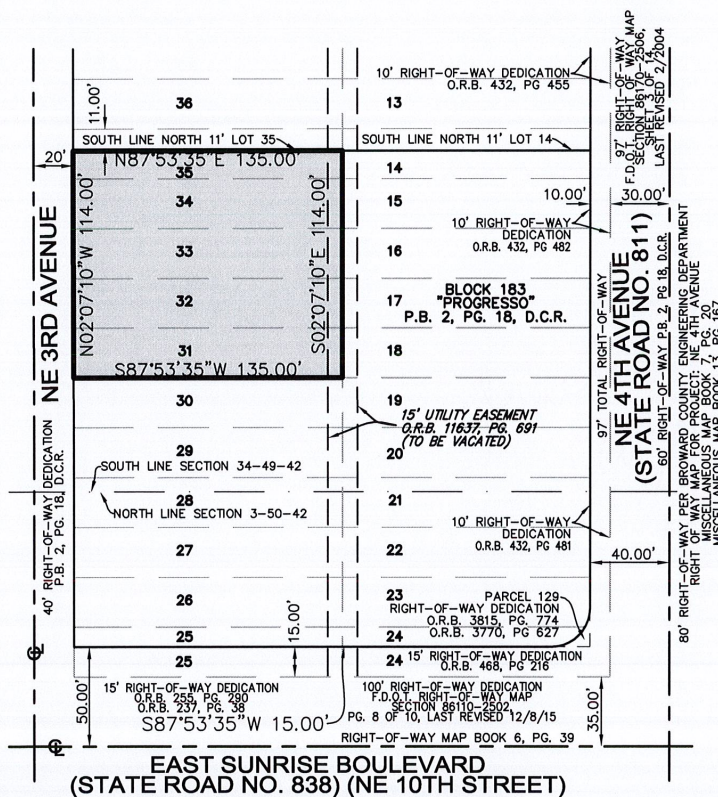 36
13
11.00'
10' RIGHT-OF-WAY DEDICATION
O.R.B. 432, PG 455
97' RIGHT-OF-WAY
F.D.O.T. RIGHT OF WAY MAP
SECTION 86170-2506,
SHEET 3 OF 14,
LAST REVISED 2/2004
SOUTH LINE NORTH 11' LOT 35
SOUTH LINE NORTH 11' LOT 14
20'
N87°53'35"E 135.00'
35
14
34
15
10.00'
30.00'
10' RIGHT-OF-WAY
DEDICATION
O.R.B. 432, PG 482
33
16
N02°07'10"W 114.00'
S02°07'10"E 114.00'
NE 3RD AVENUE
BLOCK 183
"PROGRESSO"
P.B. 2, PG. 18, D.C.R.
32
17
31
18
S87°53'35"W 135.00'
97' TOTAL RIGHT-OF-WAY
NE 4TH AVENUE
(STATE ROAD NO. 811)
60' RIGHT-OF-WAY P.B. 2, PG 18, D.C.R.
80' RIGHT-OF-WAY PER BROWARD COUNTY ENGINEERING DEPARTMENT
RIGHT OF WAY MAP FOR PROJECT: NE 4TH AVENUE
MISCELLANEOUS MAP BOOK 7, PG. 20
MISCELLANEOUS MAP BOOK 13, PG. 167
30
19
15' UTILITY EASEMENT
O.R.B. 11637, PG. 691
(TO BE VACATED)
29
20
SOUTH LINE SECTION 34-49-42
28
21
NORTH LINE SECTION 3-50-42
10' RIGHT-OF-WAY
DEDICATION
O.R.B. 432, PG 481
27
22
40.00'
40' RIGHT-OF-WAY DEDICATION
P.B. 2, PG. 18, D.C.R.
26
23
PARCEL 129
RIGHT-OF-WAY DEDICATION
O.R.B. 3815, PG. 774
O.R.B. 3770, PG 627
25
24
15.00'
25
24
15' RIGHT-OF-WAY DEDICATION
O.R.B. 468, PG 216
50.00'
15' RIGHT-OF-WAY DEDICATION
O.R.B. 255, PG. 290
O.R.B. 237, PG. 38
S87°53'35"W 15.00'
100' RIGHT-OF-WAY DEDICATION
F.D.O.T. RIGHT-OF-WAY MAP
SECTION 86110-2502,
PG. 8 OF 10, LAST REVISED 12/8/15
35.00'
RIGHT-OF-WAY MAP BOOK 6, PG. 39
EAST SUNRISE BOULEVARD
(STATE ROAD NO. 838) (NE 10TH STREET)